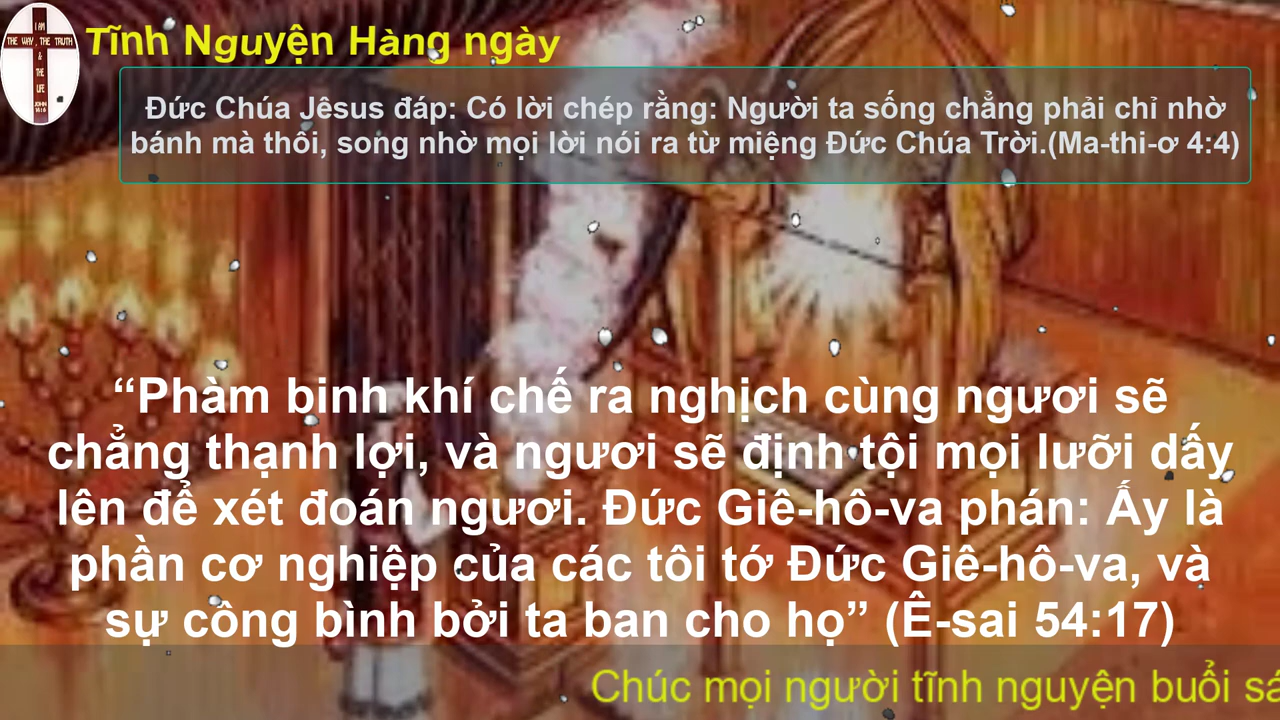 I AM
THE WAY, THE TRUTH
&
THE
LIFE
JOHN
Tĩnh Nguyện Hàng ngày
Đức Chúa Jêsus đáp: Có lời chép rằng: Người ta sống chẳng phải chỉ nhờ
bánh mà thôi, song nhờ mọi lời nói ra từ miệng Đức Chúa Trời.(Ma-thi-ơ 4:4)
“Phàm binh khí chế ra nghịch cùng ngươi sẽ
chẳng thạnh lợi, và ngươi sẽ định tội mọi lưỡi dấy
lên để xét đoán ngươi. Đức Giê-hô-va phán: Ấy là
phần cơ nghiệp của các tôi tớ Đức Giê-hô-va, và
sự công bình bởi ta ban cho họ” (Ê-sai 54:17)
Chúc mọi người tĩnh nguyện buổi sá